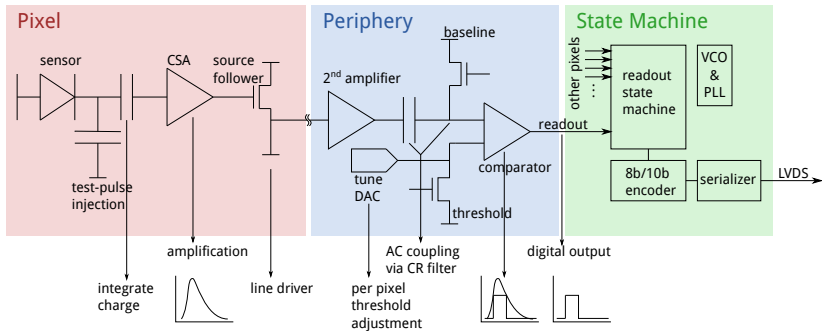 Pixel
Periphery
State Machine
sensor
CSA
source
follower
test-pulse
injection
2nd amplifier
baseline
tune
DAC
threshold
comparator
readout
other pixels
...
readout
state
machine
VCO
&
PLL
8b/10b
encoder
serializer
LVDS
integrate
charge
amplification
line driver
per pixel
threshold
adjustment
AC coupling
via CR filter
digital output